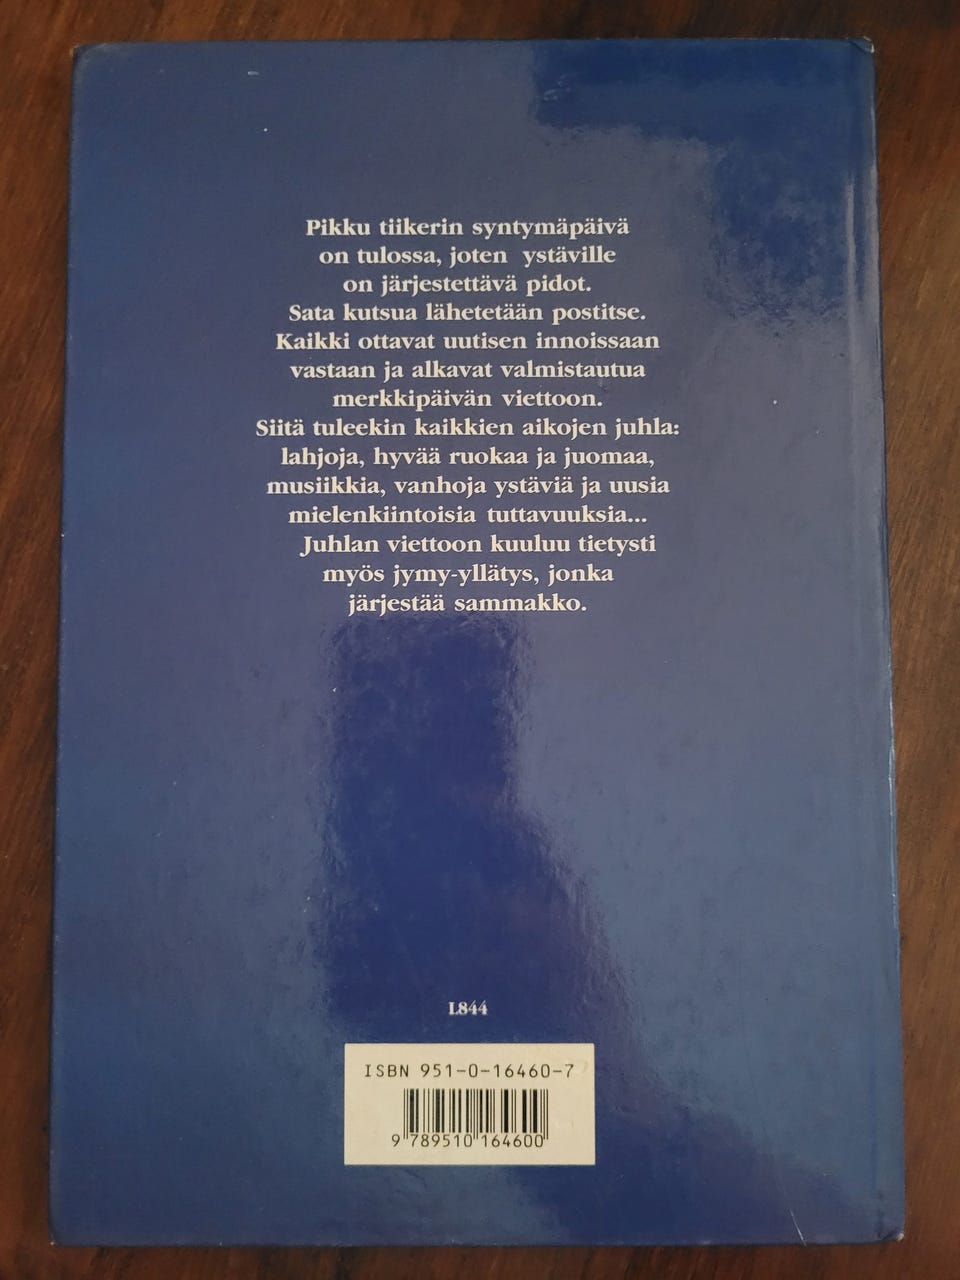 Pikku tiikerin syntymäpäivä
on tulossa, joten ystäville
on järjestettävä pidot.
Sata kutsua lähetetään postitse.
Kaikki ottavat uutisen innoissaan
vastaan ja alkavat valmistautua
merkkipäivän viettoon.
Siitä tuleekin kaikkien aikojen juhla:
lahjoja, hyvää ruokaa ja juomaa,
musiikkia, vanhoja ystäviä ja uusia
mielenkiintoisia tuttavuuksia...
Juhlan viettoon kuuluu tietysti
myös jymy-yllätys, jonka
järjestää sammakko.
L844
ISBN 951-0-16460-7
9 789510 164600